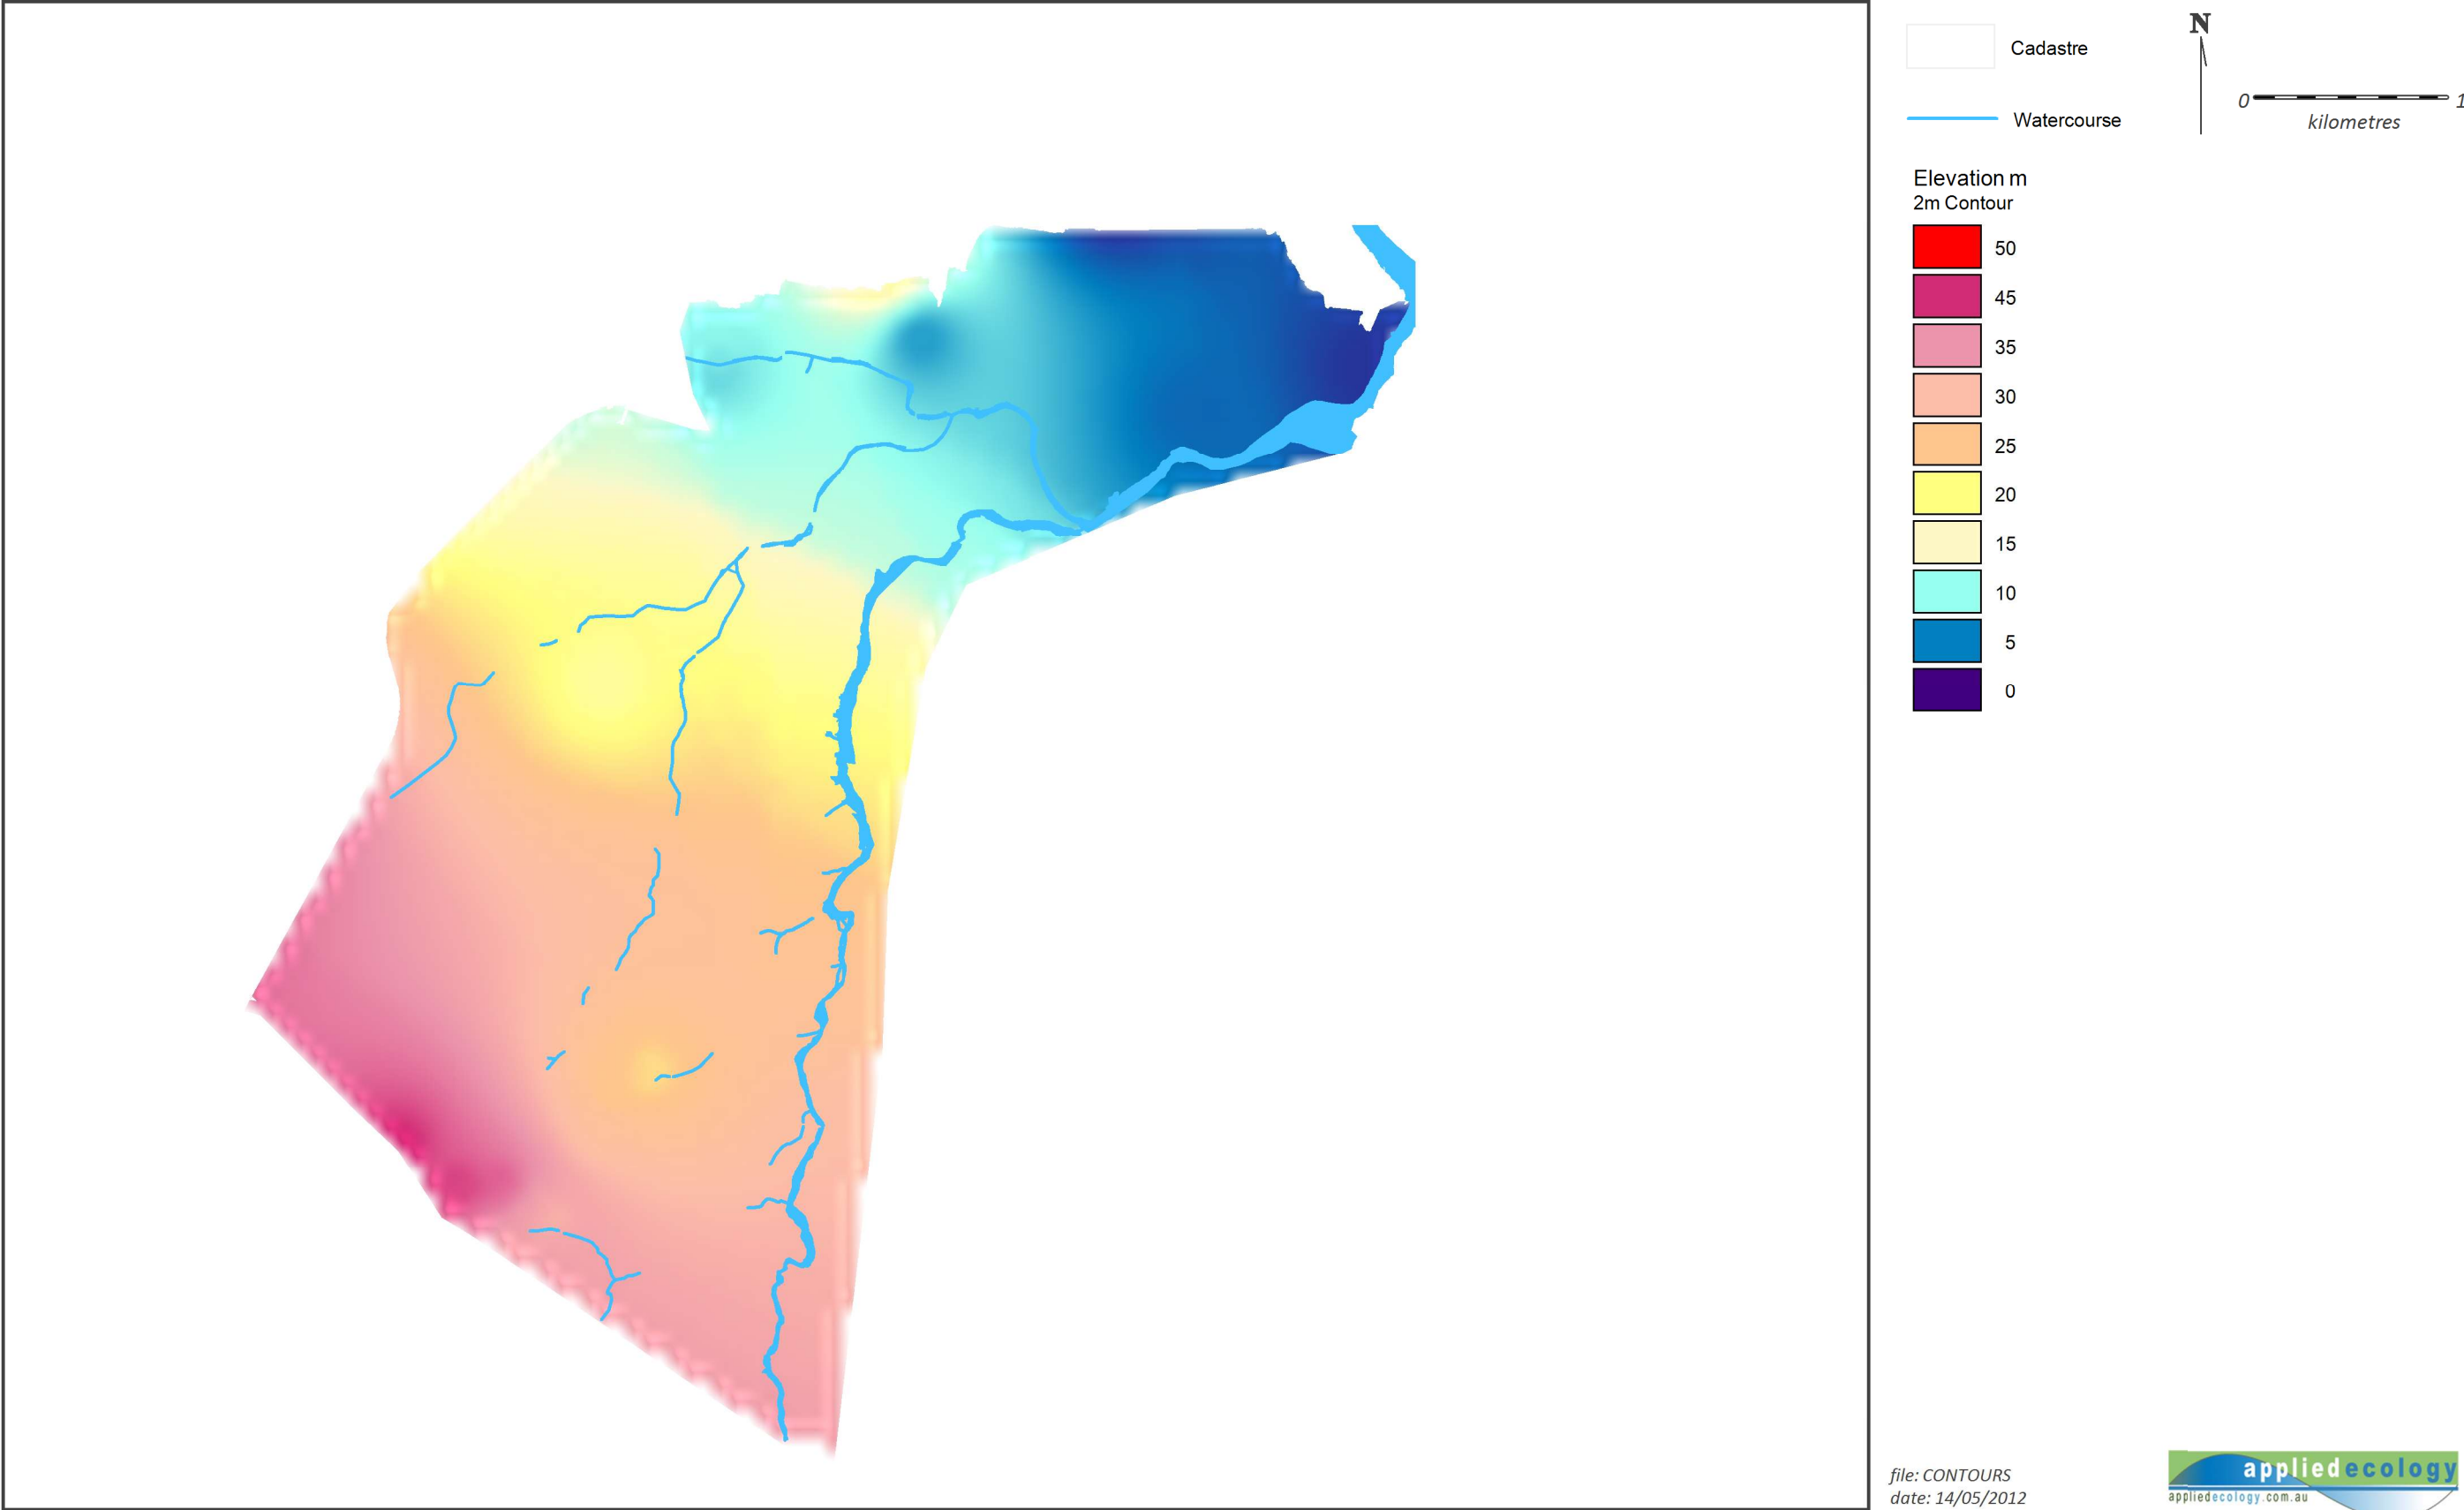 Cadastre
N
Watercourse
0 1
kilometres
Elevation m
2m Contour
50
45
35
30
25
20
15
10
5
0
file: CONTOURS
date: 14/05/2012
appliedecology
appliedecology.com.au